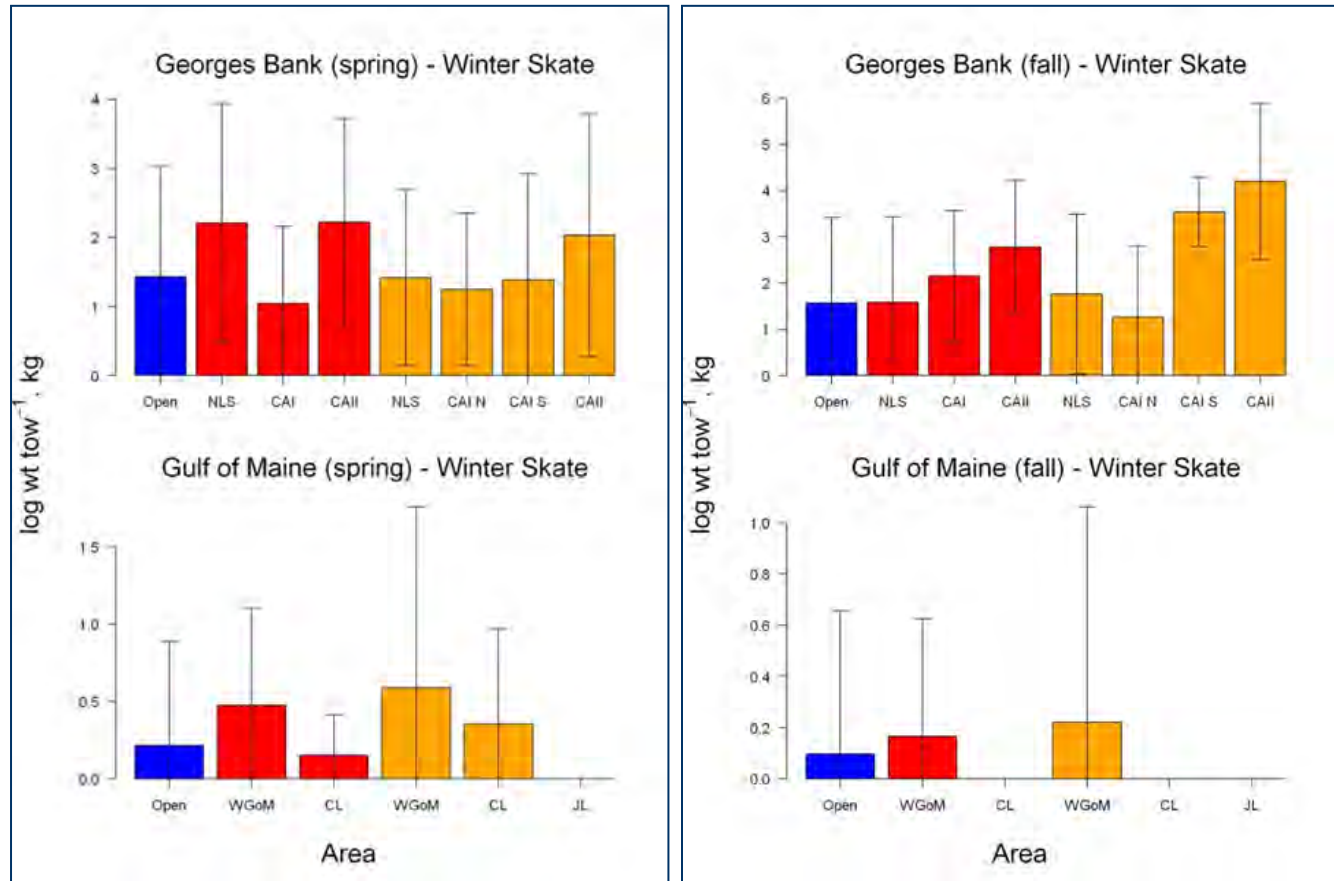 Georges Bank (spring) - Winter Skate
4
3
2
1
0
Open NLS CAI CAII NLS CAI N CAI S CAII
log wt tow⁻¹, kg
Gulf of Maine (spring) - Winter Skate
1.5
1.0
0.5
0.0
Open WGoM CL WGoM CL JL
Area
Georges Bank (fall) - Winter Skate
6
5
4
3
2
1
0
Open NLS CAI CAII NLS CAI N CAI S CAII
log wt tow⁻¹, kg
Gulf of Maine (fall) - Winter Skate
1.0
0.8
0.6
0.4
0.2
0.0
Open WGoM CL WGoM CL JL
Area